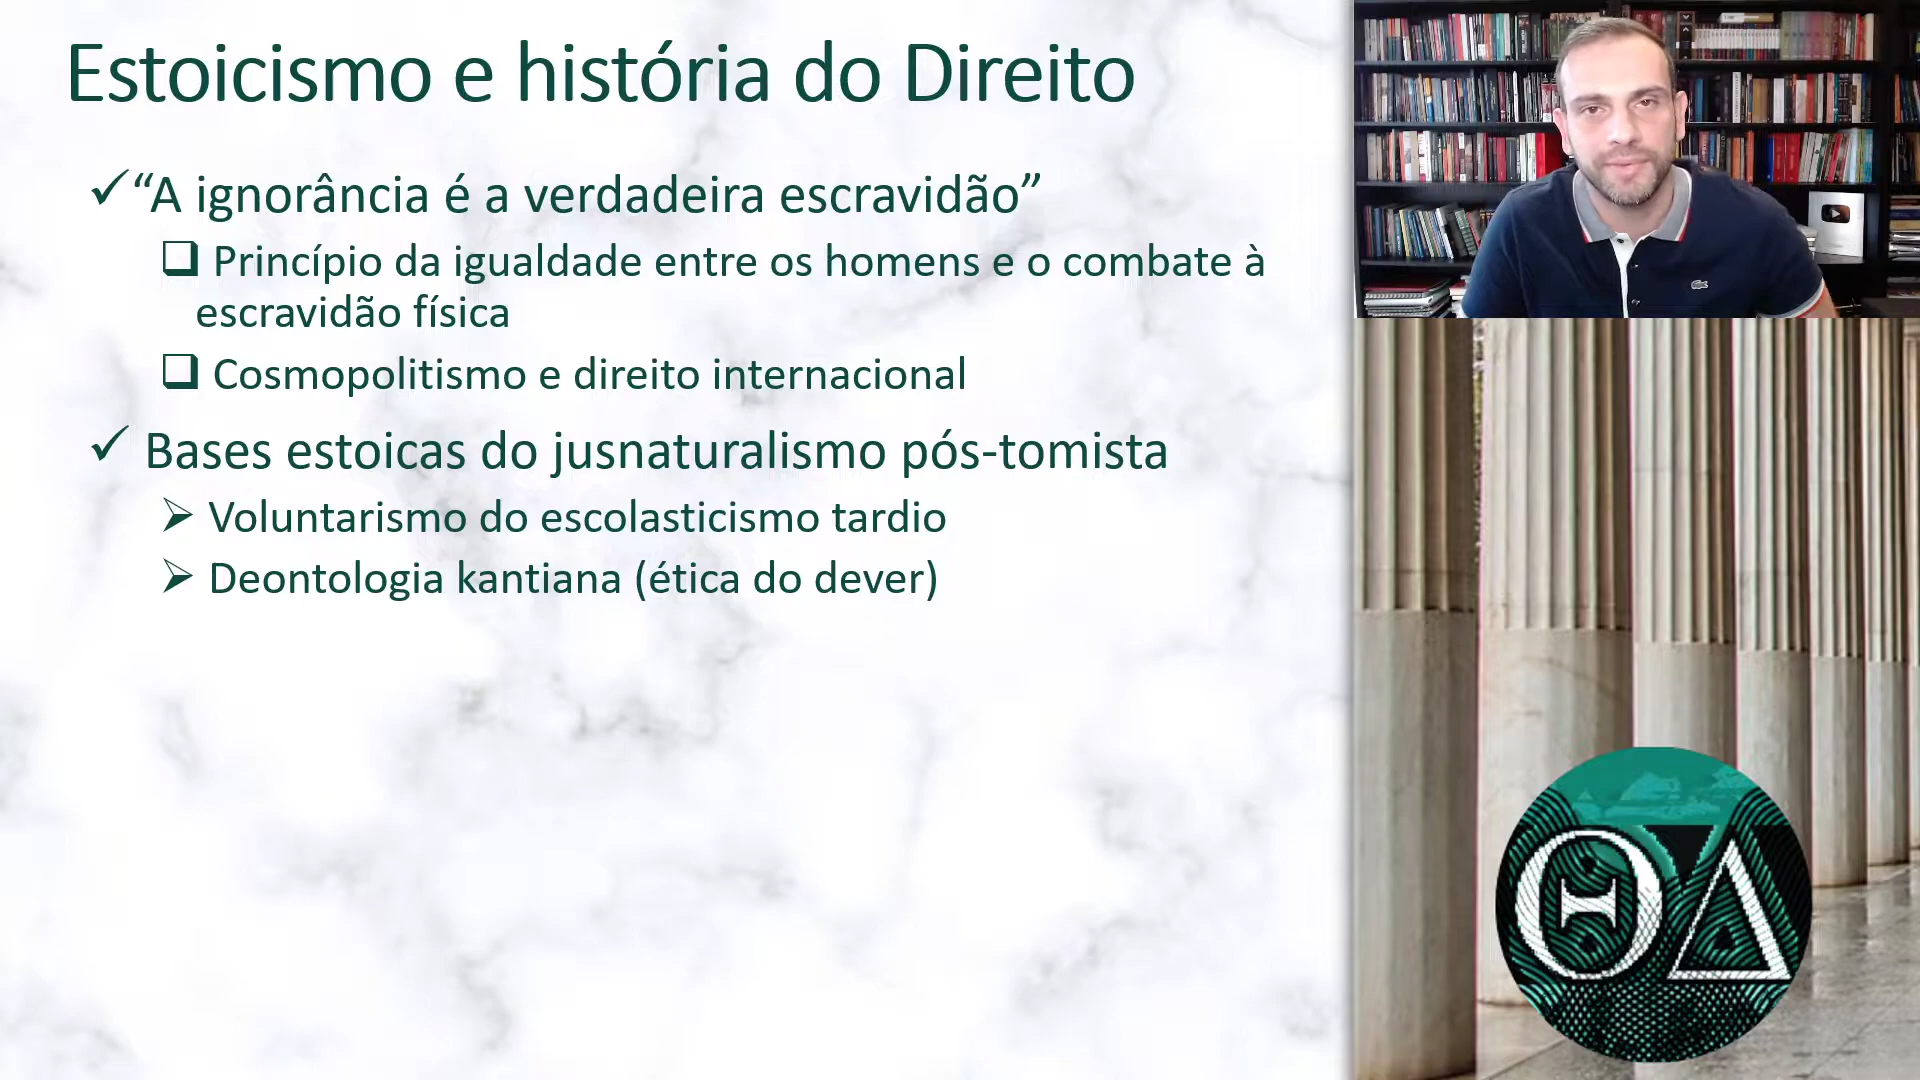 Estoicismo e história do Direito
“A ignorância é a verdadeira escravidão”
Princípio da igualdade entre os homens e o combate à
escravidão física
Cosmopolitismo e direito internacional
Bases estoicas do jusnaturalismo pós-tomista
Voluntarismo do escolasticismo tardio
Deontologia kantiana (ética do dever)
ΘΔ